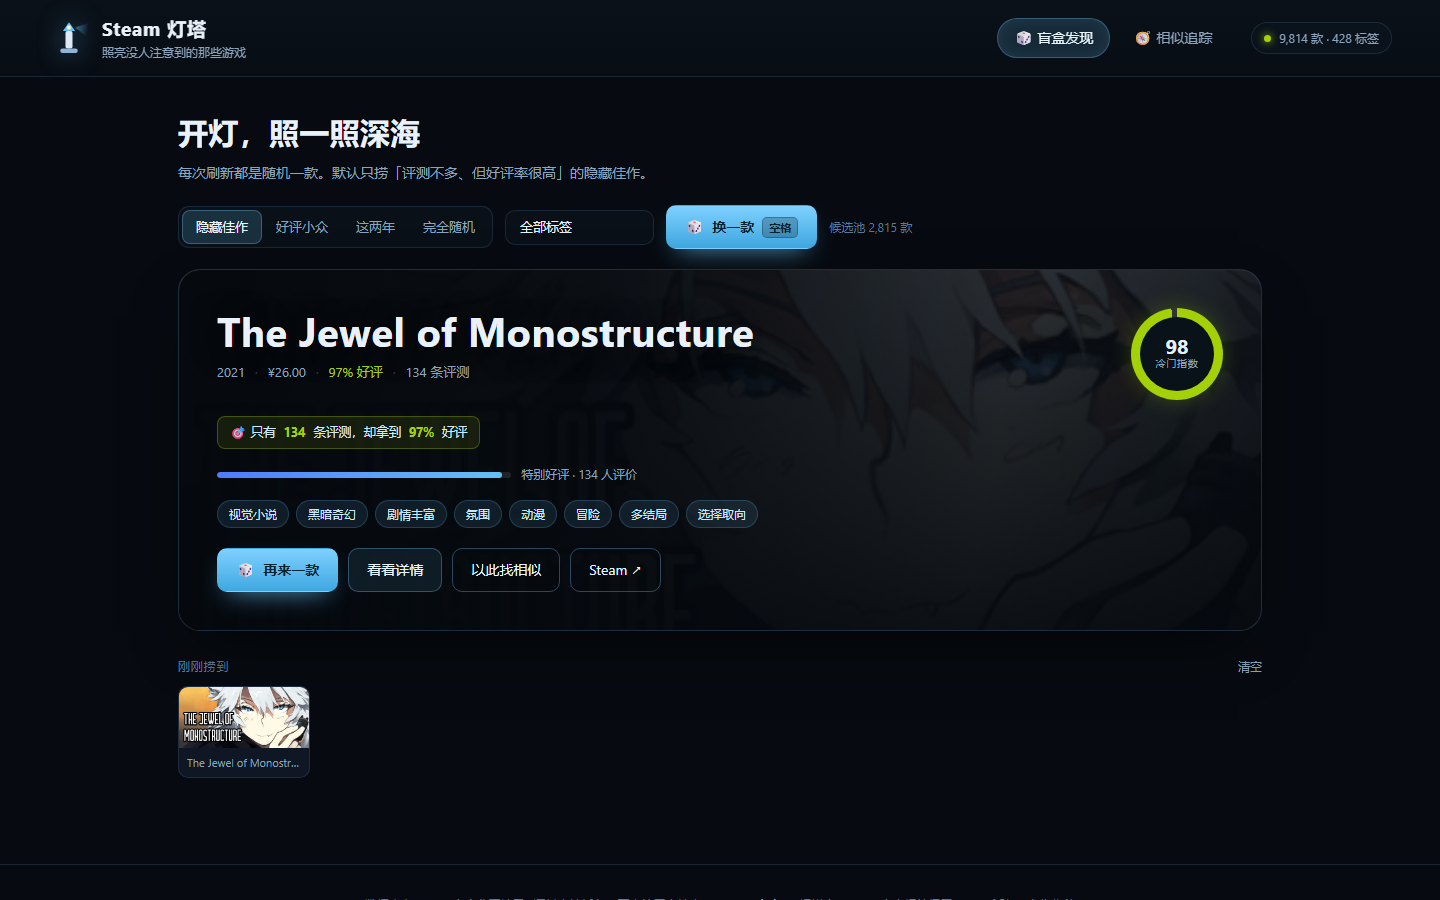 Steam 灯塔
照亮没人注意到的那些游戏
盲盒发现
相似追踪
9,814 款 · 428 标签
开灯，照一照深海
每次刷新都是随机一款。默认只捞「评测不多、但好评率很高」的隐藏佳作。
隐藏佳作 好评小众 这两年 完全随机
全部标签
换一款 空格
候选池 2,815 款
The Jewel of Monostructure
2021 · ¥26.00 · 97% 好评 · 134 条评测
98
冷门指数
只有 134 条评测，却拿到 97% 好评
特别好评 · 134 人评价
视觉小说 黑暗奇幻 剧情丰富 氛围 动漫 冒险 多结局 选择取向
再来一款 看看详情 以此找相似 Steam ↗
刚刚捞到
清空
THE JEWEL OF
MONOSTRUCTURE
The Jewel of Monostr...